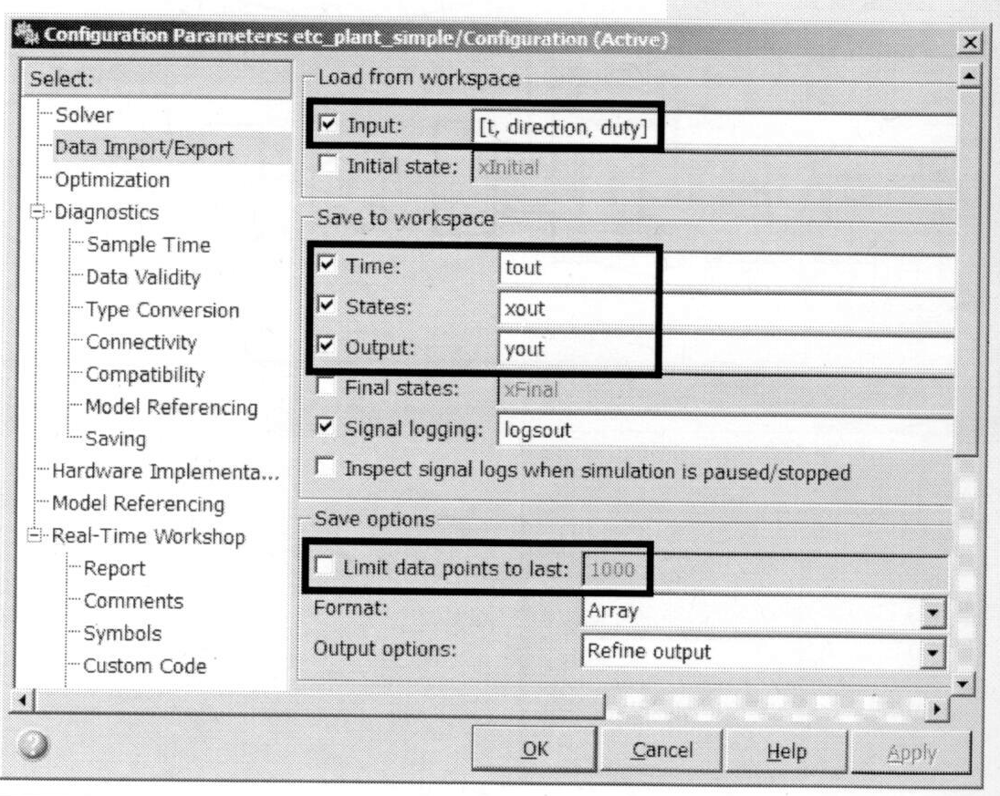 Configuration Parameters: etc_plant_simple/Configuration (Active)
Select:
Solver
Data Import/Export
Optimization
Diagnostics
Sample Time
Data Validity
Type Conversion
Connectivity
Compatibility
Model Referencing
Saving
Hardware Implementa...
Model Referencing
Real-Time Workshop
Report
Comments
Symbols
Custom Code
Load from workspace
Input: [t, direction, duty]
Initial state: xInitial
Save to workspace
Time: tout
States: xout
Output: yout
Final states: xFinal
Signal logging: logsout
Inspect signal logs when simulation is paused/stopped
Save options
Limit data points to last: 1000
Format: Array
Output options: Refine output
OK Cancel Help Apply